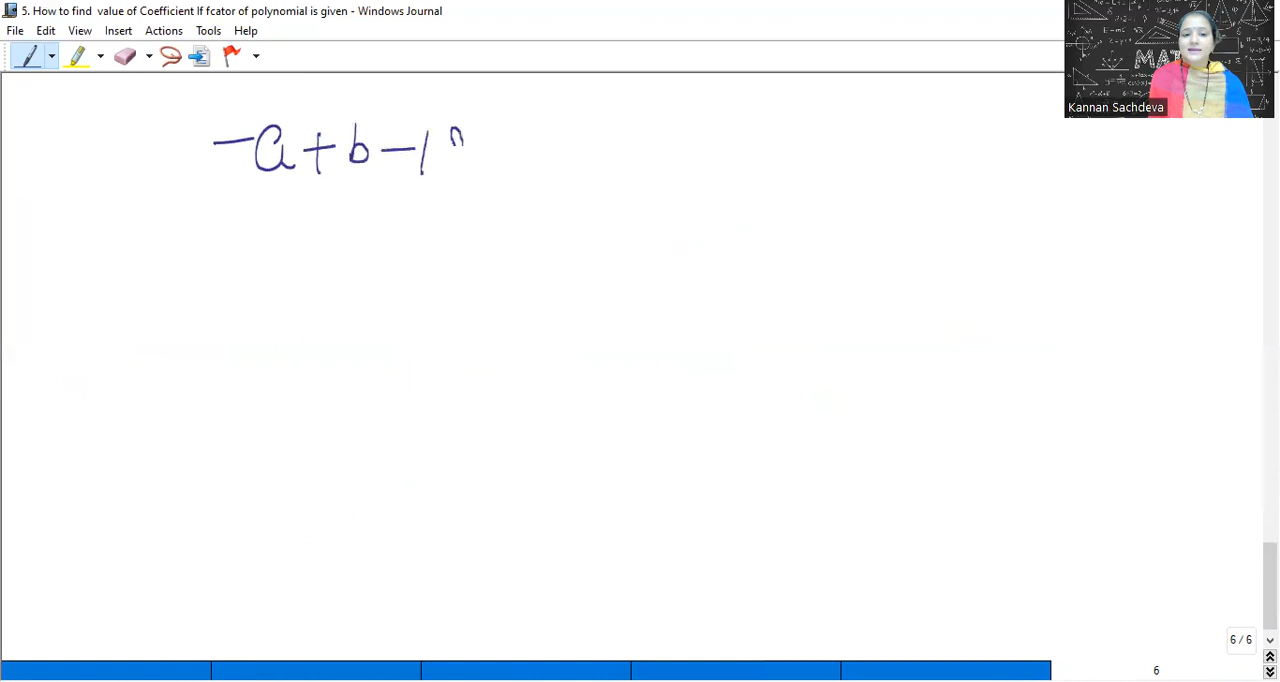 5. How to find value of Coefficient If fcator of polynomial is given - Windows Journal
File Edit View Insert Actions Tools Help
Kannan Sachdeva
-a+b-1
6 / 6
6